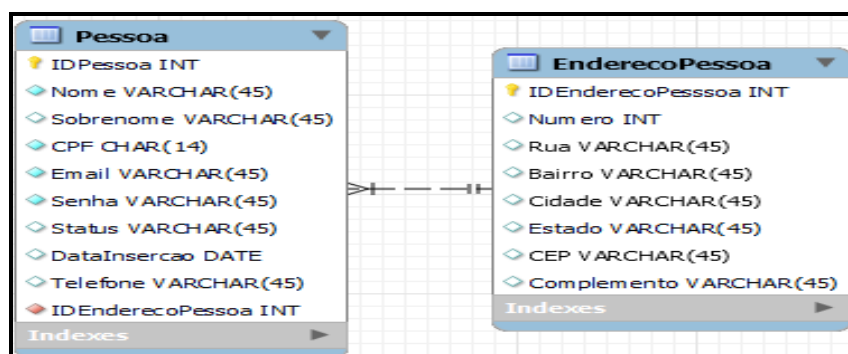 Pessoa
IDPessoa INT
Nome VARCHAR(45)
Sobrenome VARCHAR(45)
CPF CHAR(14)
Email VARCHAR(45)
Senha VARCHAR(45)
Status VARCHAR(45)
DataInsercao DATE
Telefone VARCHAR(45)
IDEnderecoPessoa INT
Indexes
EnderecoPessoa
IDEnderecoPesssoa INT
Numero INT
Rua VARCHAR(45)
Bairro VARCHAR(45)
Cidade VARCHAR(45)
Estado VARCHAR(45)
CEP VARCHAR(45)
Complemento VARCHAR(45)
Indexes